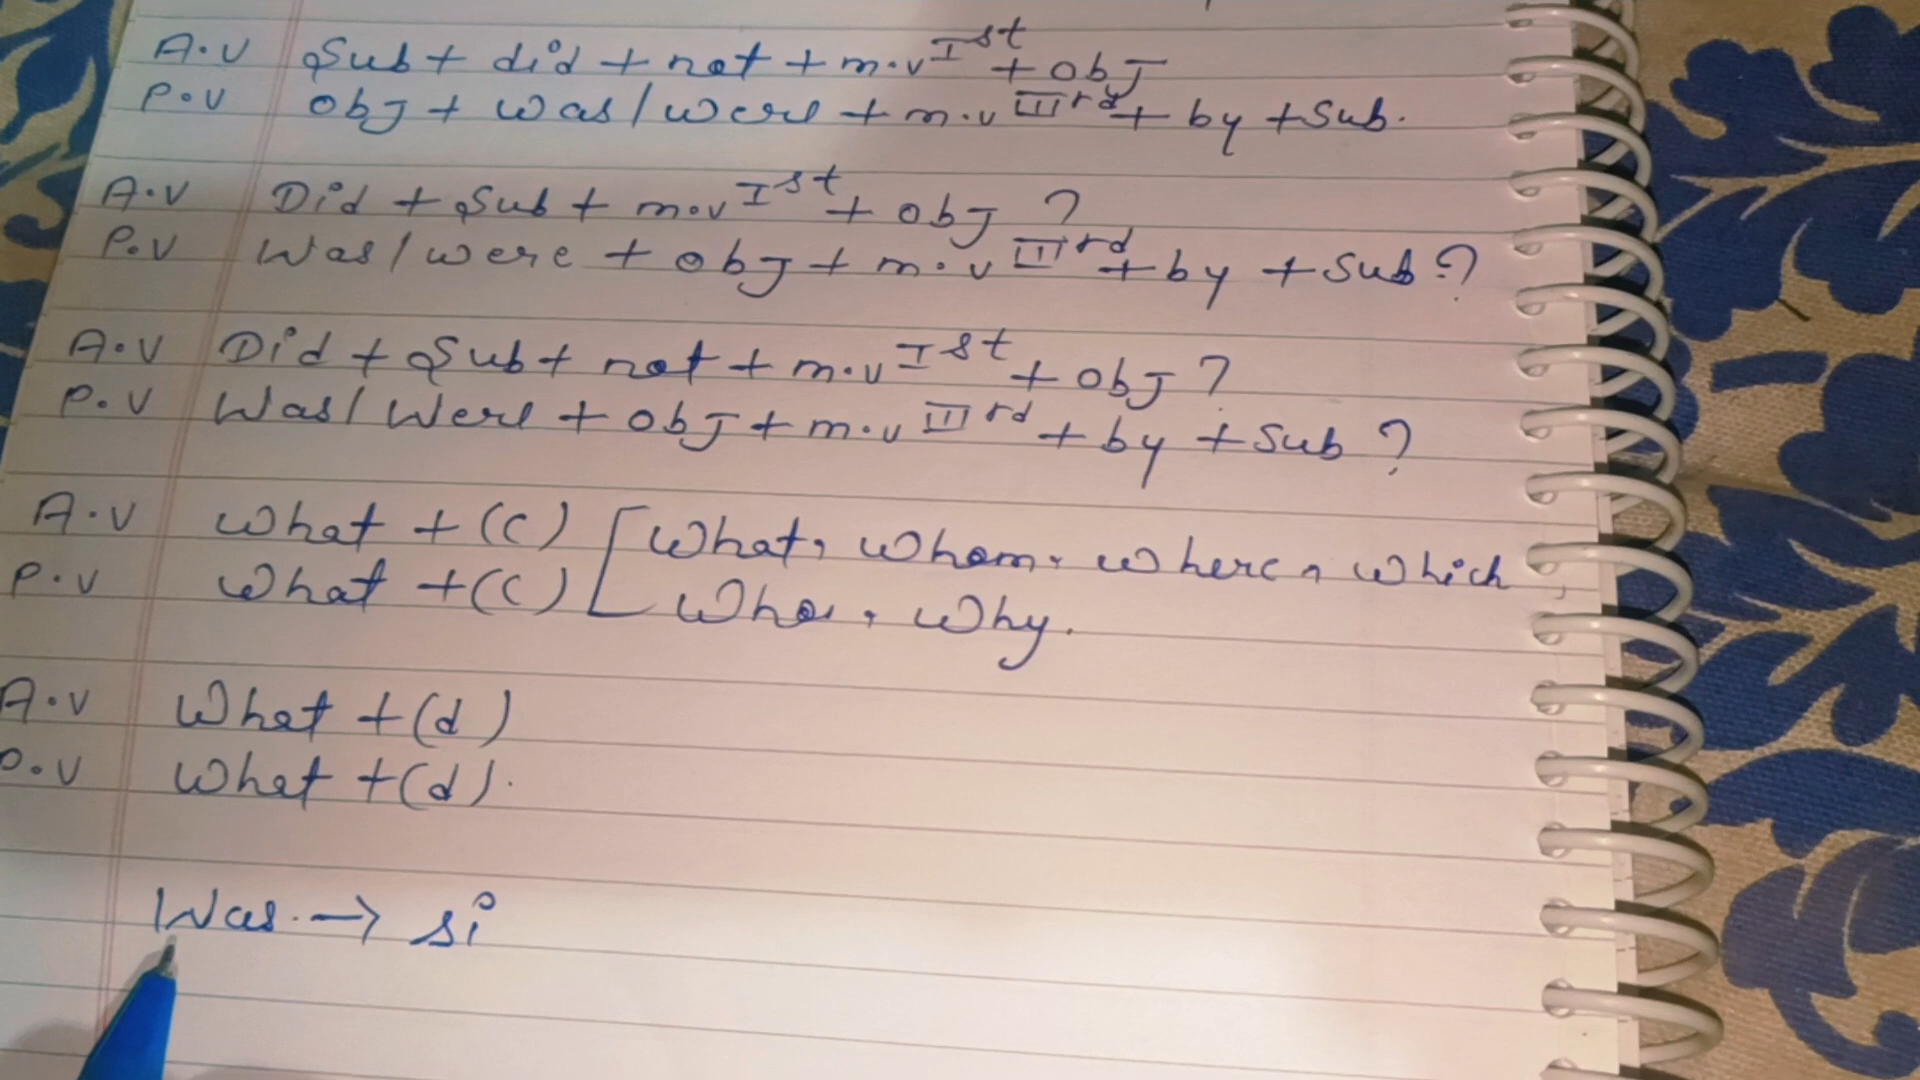 A.V Sub + did + not + m.v Ist + obj
P.V obj + was/were + m.v IIIrd + by + Sub.
A.V Did + Sub + m.v Ist + obj ?
P.V Was/were + obj + m.v IIIrd + by + Sub ?
A.V Did + Sub + not + m.v Ist + obj ?
P.V Was/Were + obj + m.v IIIrd + by + Sub ?
A.V What + (c) [ What, Whom, where, which,
P.V What + (c) [ Who, Why.
A.V What + (d)
P.V What + (d).
Was. → si